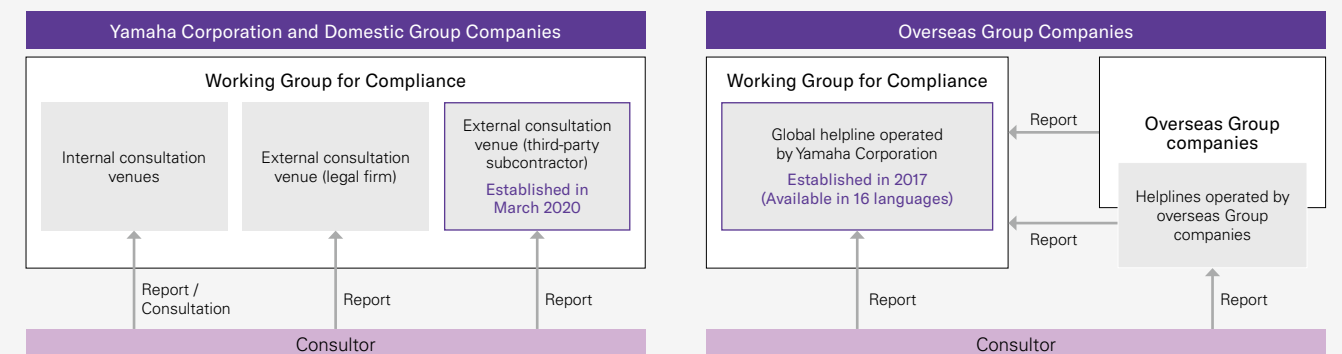 Yamaha Corporation and Domestic Group Companies
Working Group for Compliance
Internal consultation
venues
External consultation
venue (legal firm)
External consultation
venue (third-party
subcontractor)
Established in
March 2020
Report /
Consultation
Report
Report
Consultor
Overseas Group Companies
Working Group for Compliance
Global helpline operated
by Yamaha Corporation
Established in 2017
(Available in 16 languages)
Report
Overseas Group
companies
Helplines operated by
overseas Group
companies
Report
Report
Report
Consultor